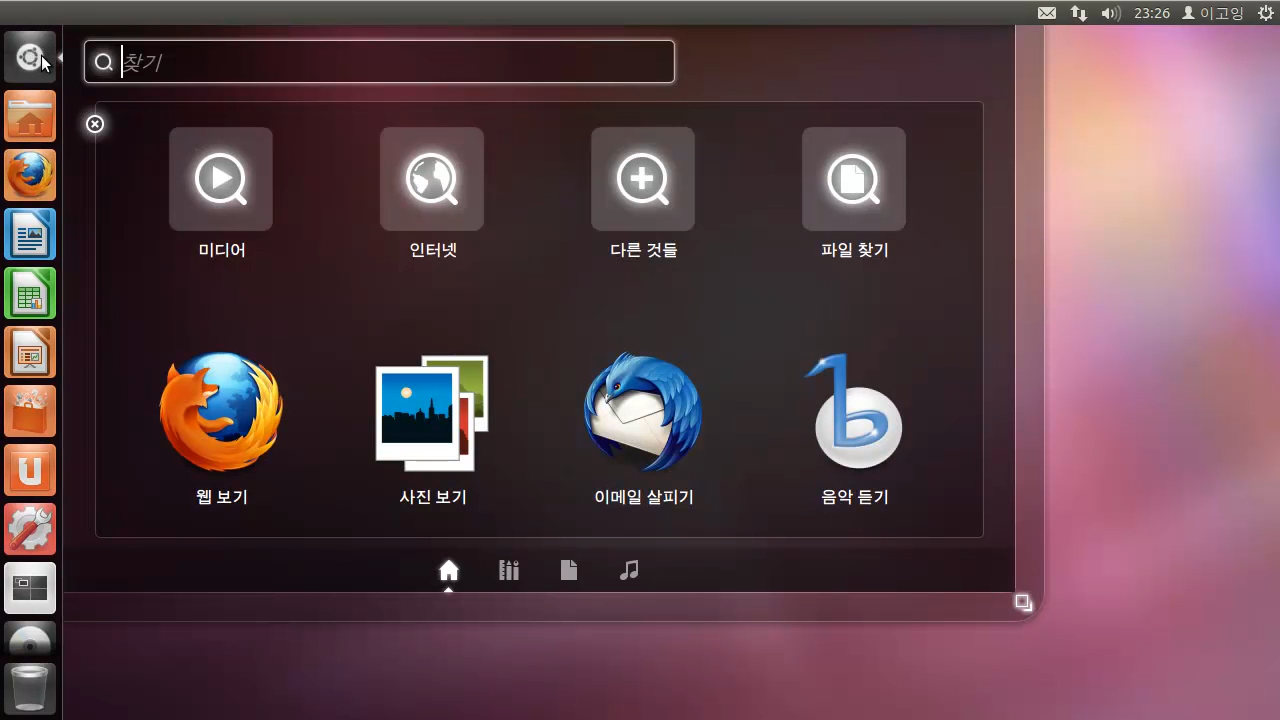 23:26 이고잉
찾기
미디어 인터넷 다른 것들 파일 찾기
웹 보기 사진 보기 이메일 살피기 음악 듣기